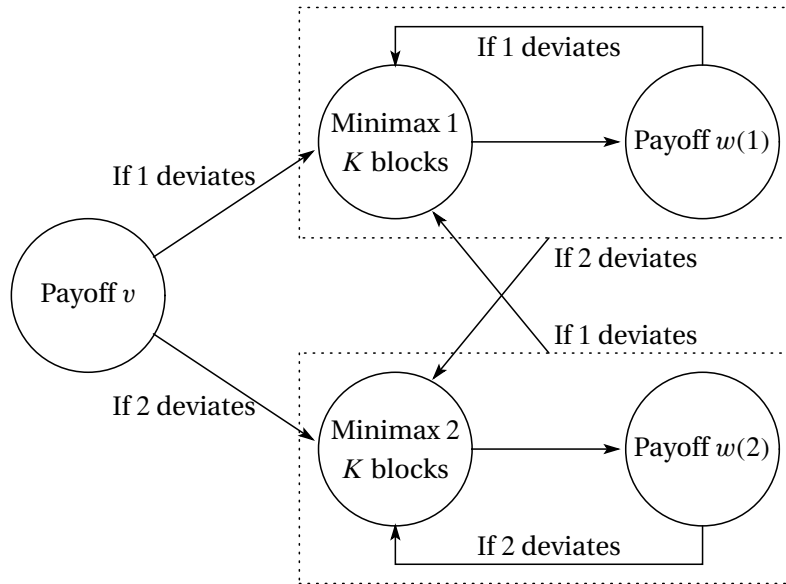 If 1 deviates
Minimax 1
K blocks
Payoff w(1)
If 1 deviates
If 2 deviates
Payoff v
If 1 deviates
If 2 deviates
Minimax 2
K blocks
Payoff w(2)
If 2 deviates